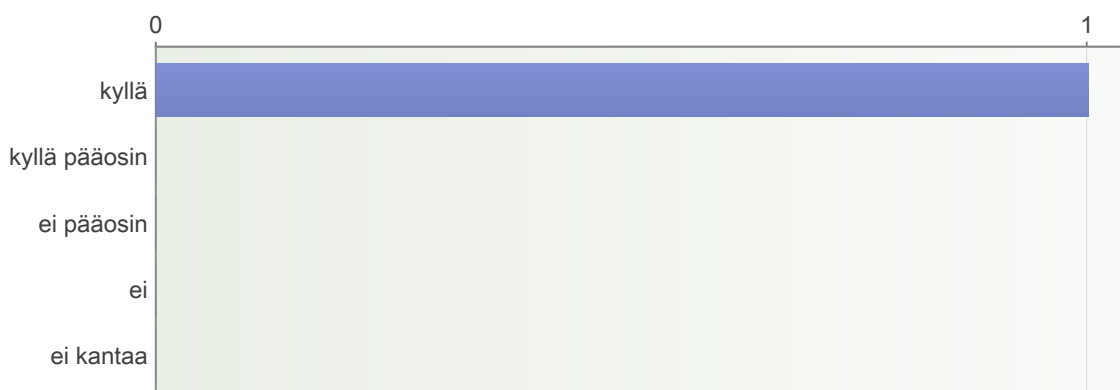 0 1
kyllä
kyllä pääosin
ei pääosin
ei
ei kantaa